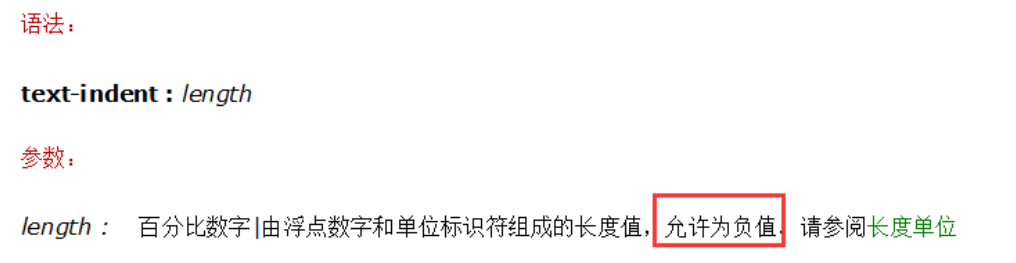 语法：
text-indent : length
参数：
length :　百分比数字|由浮点数字和单位标识符组成的长度值，允许为负值。请参阅长度单位